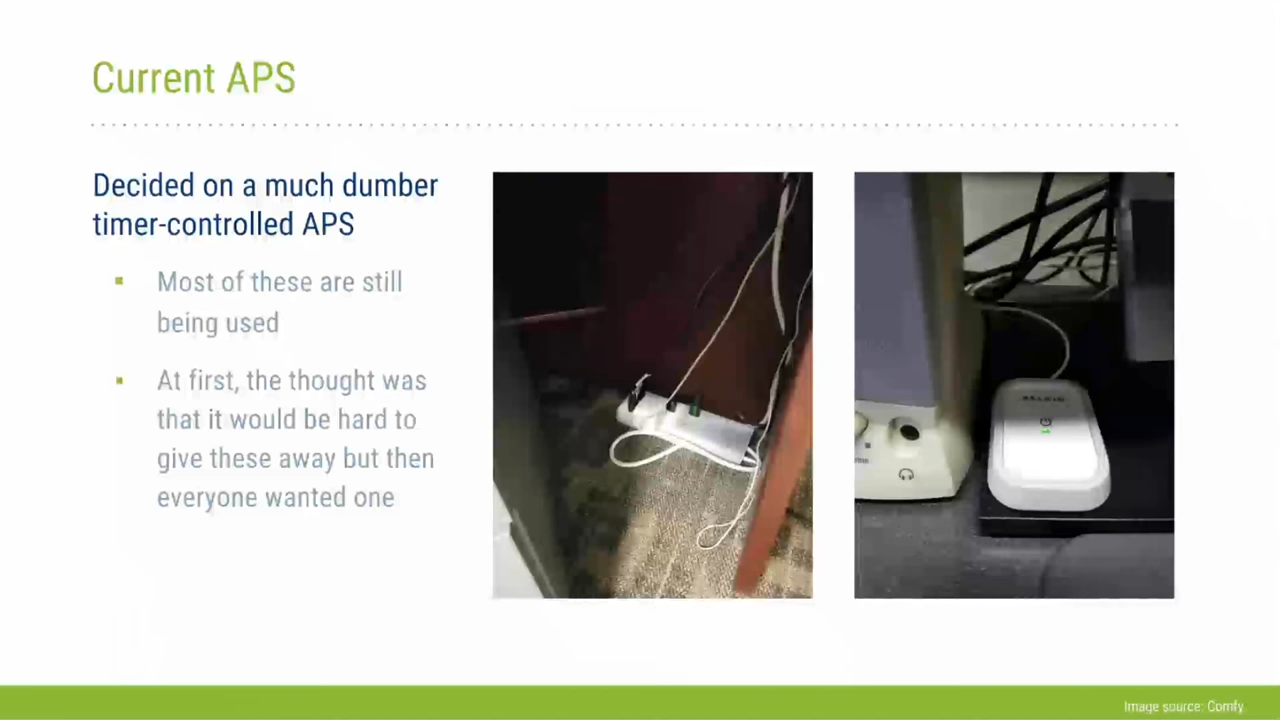 Current APS
Decided on a much dumber
timer-controlled APS
Most of these are still
being used
At first, the thought was
that it would be hard to
give these away but then
everyone wanted one
BELKIN
Image source: Comfy